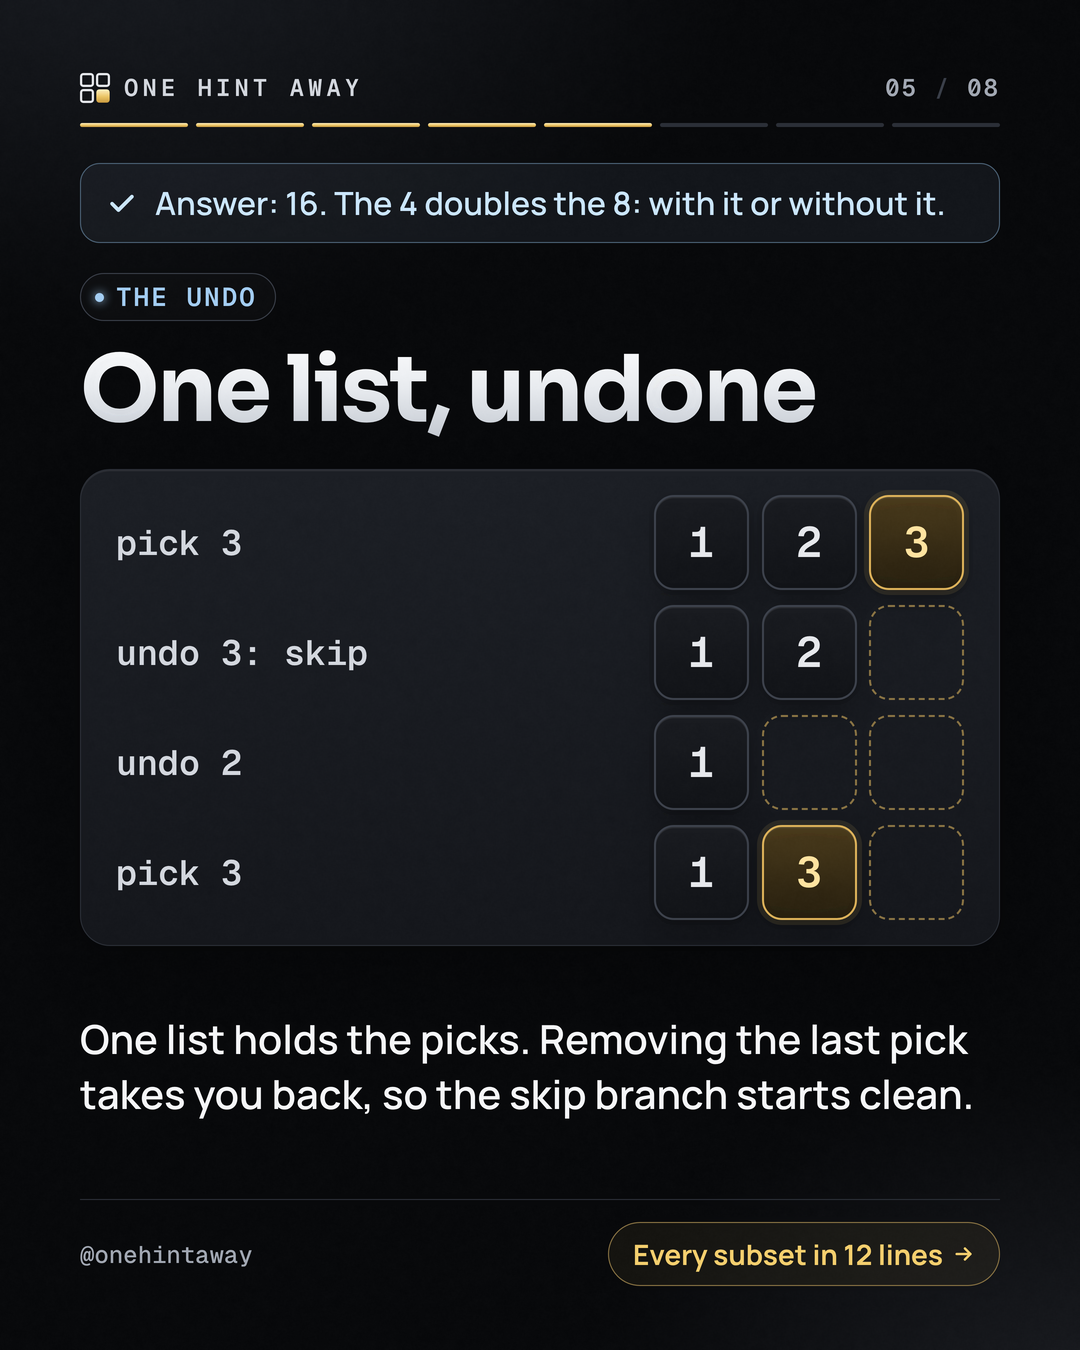 ONE HINT AWAY
05 / 08
Answer: 16. The 4 doubles the 8: with it or without it.
THE UNDO
One list, undone
pick 3 1 2 3
undo 3: skip 1 2
undo 2 1
pick 3 1 3
One list holds the picks. Removing the last pick
takes you back, so the skip branch starts clean.
@onehintaway
Every subset in 12 lines →